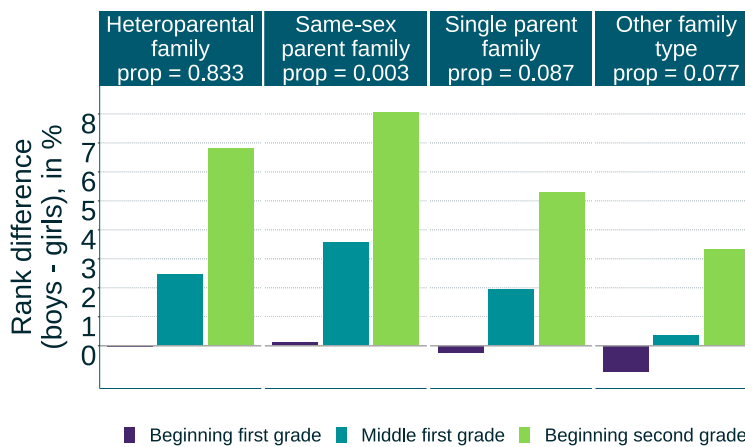 Heteroparental
family
prop = 0.833
Same-sex
parent family
prop = 0.003
Single parent
family
prop = 0.087
Other family
type
prop = 0.077
Rank difference
(boys - girls), in %
8
7
6
5
4
3
2
1
0
Beginning first grade
Middle first grade
Beginning second grade